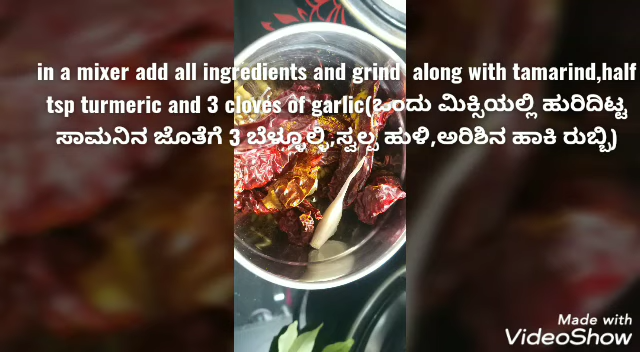 in a mixer add all ingredients and grind along with tamarind,half
tsp turmeric and 3 cloves of garlic(ಒಂದು ಮಿಕ್ಸಿಯಲ್ಲಿ ಹುರಿದಿಟ್ಟ
ಸಾಮನಿನ ಜೊತೆಗೆ 3 ಬೆಳ್ಳೂಲ್ಳಿ,ಸ್ವಲ್ಪ ಹುಳಿ,ಅರಿಶಿನ ಹಾಕಿ ರುಬ್ಬಿ)
Made with
VideoShow